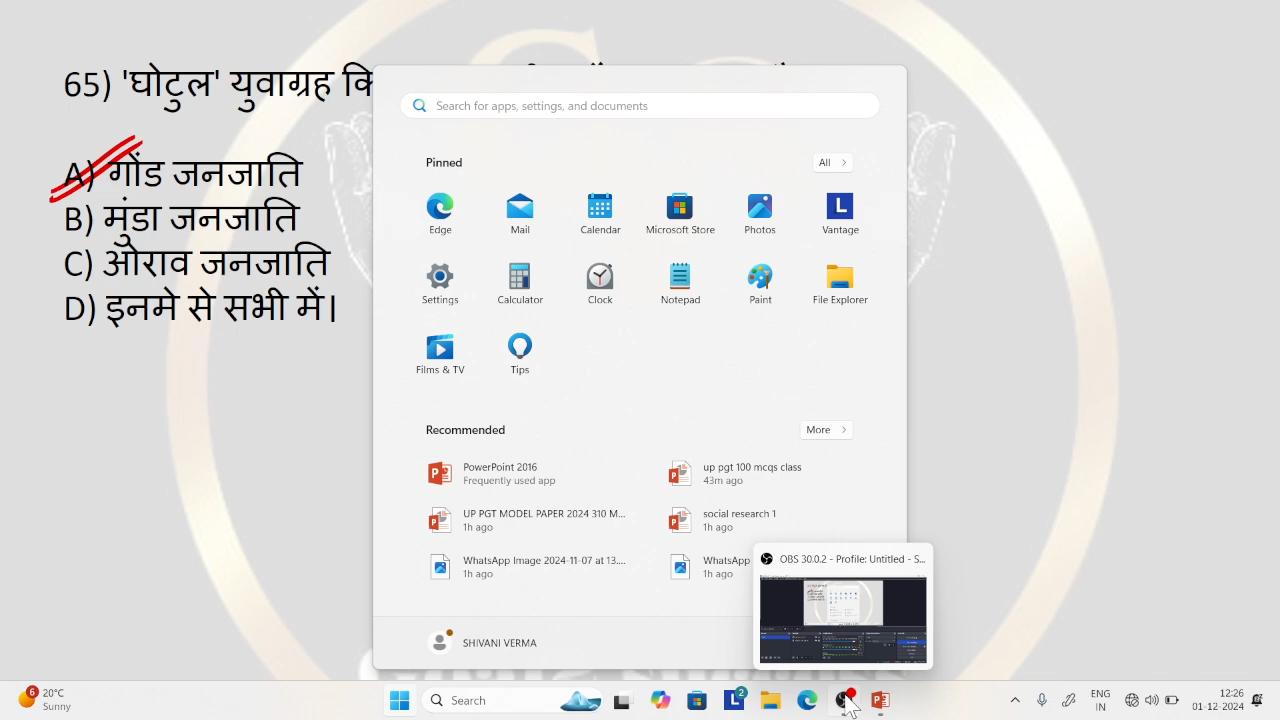 65) 'घोटुल' युवाग्रह
A) गोंड जनजाति
B) मुंडा जनजाति
C) ओराव जनजाति
D) इनमे से सभी में।
Search for apps, settings, and documents
Pinned
All
Edge
Mail
Calendar
Microsoft Store
Photos
Vantage
Settings
Calculator
Clock
Notepad
Paint
File Explorer
Films & TV
Tips
Recommended
More
PowerPoint 2016
Frequently used app
up pgt 100 mcqs class
43m ago
UP PGT MODEL PAPER 2024 310 M...
1h ago
social research 1
1h ago
WhatsApp Image 2024-11-07 at 13....
1h ago
WhatsApp
1h ago
OBS 30.0.2 - Profile: Untitled - S...
SHIVANI VERMA
6
20°C
Sunny
Search
2
ENG
IN
12:26
01-12-2024